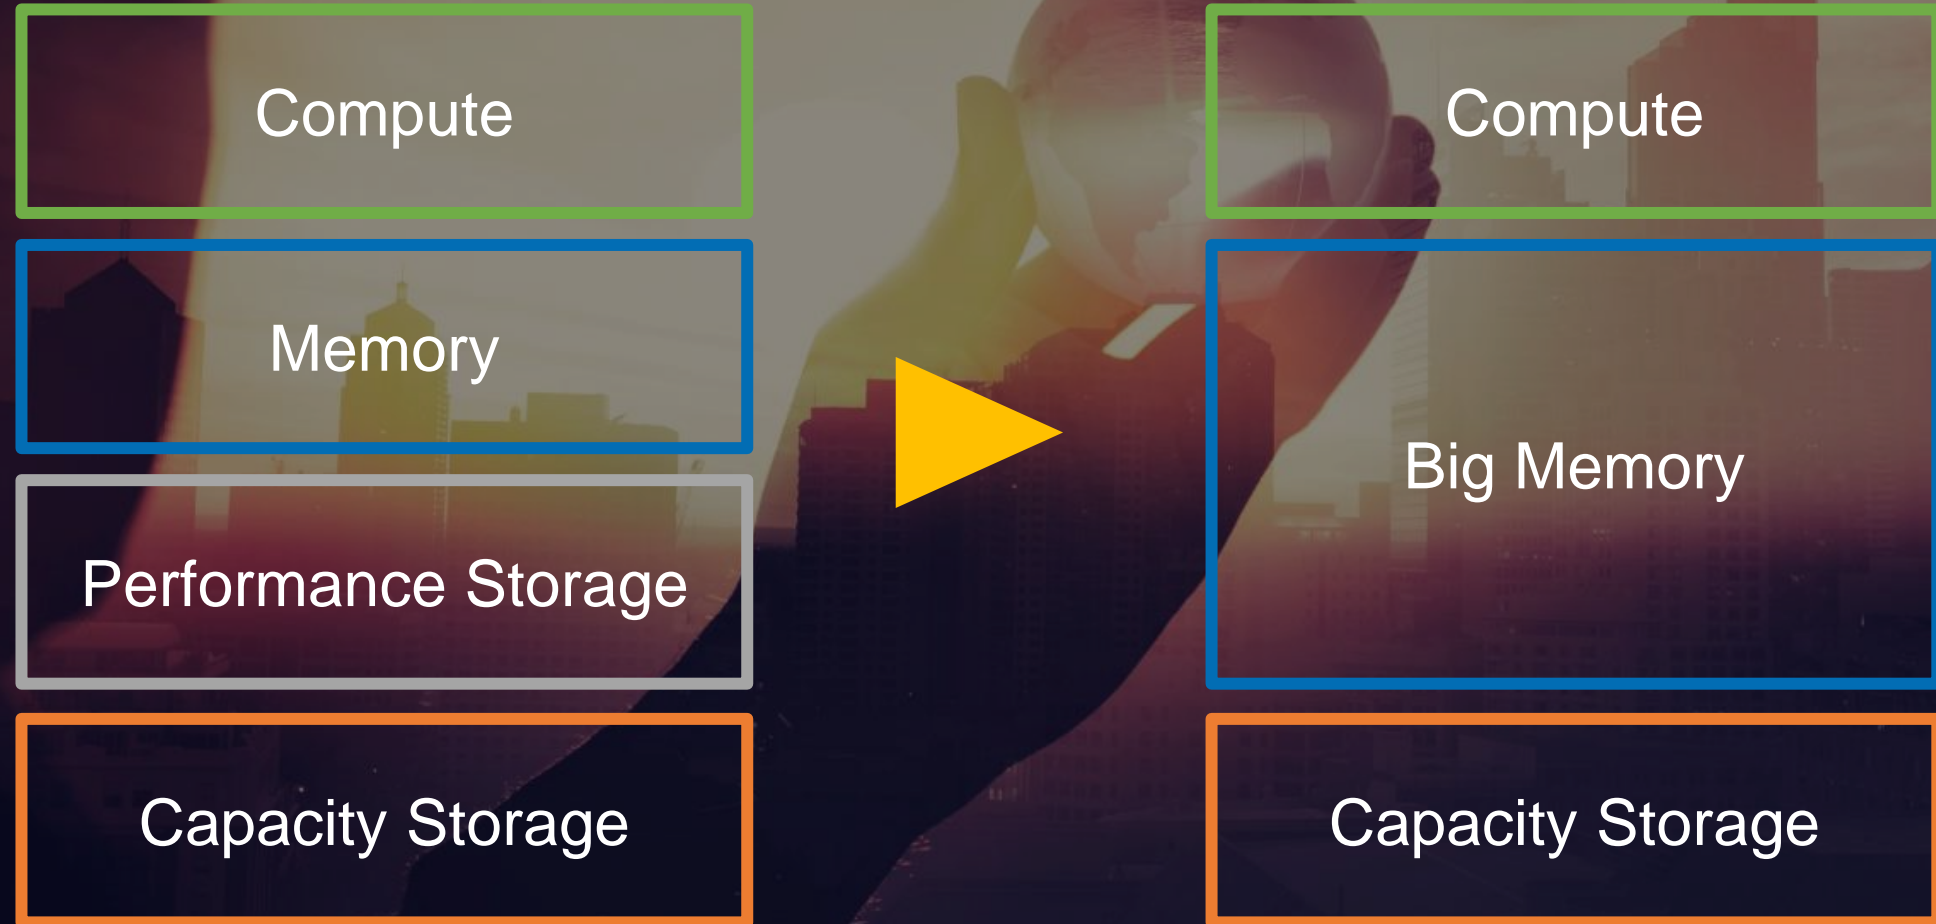 Compute
Memory
Performance Storage
Capacity Storage
Compute
Big Memory
Capacity Storage